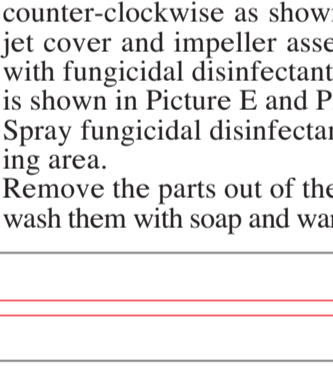 counter-clockwise as show
jet cover and impeller asse
with fungicidal disinfectant
is shown in Picture E and P
Spray fungicidal disinfectan
ing area.
Remove the parts out of the
wash them with soap and wa